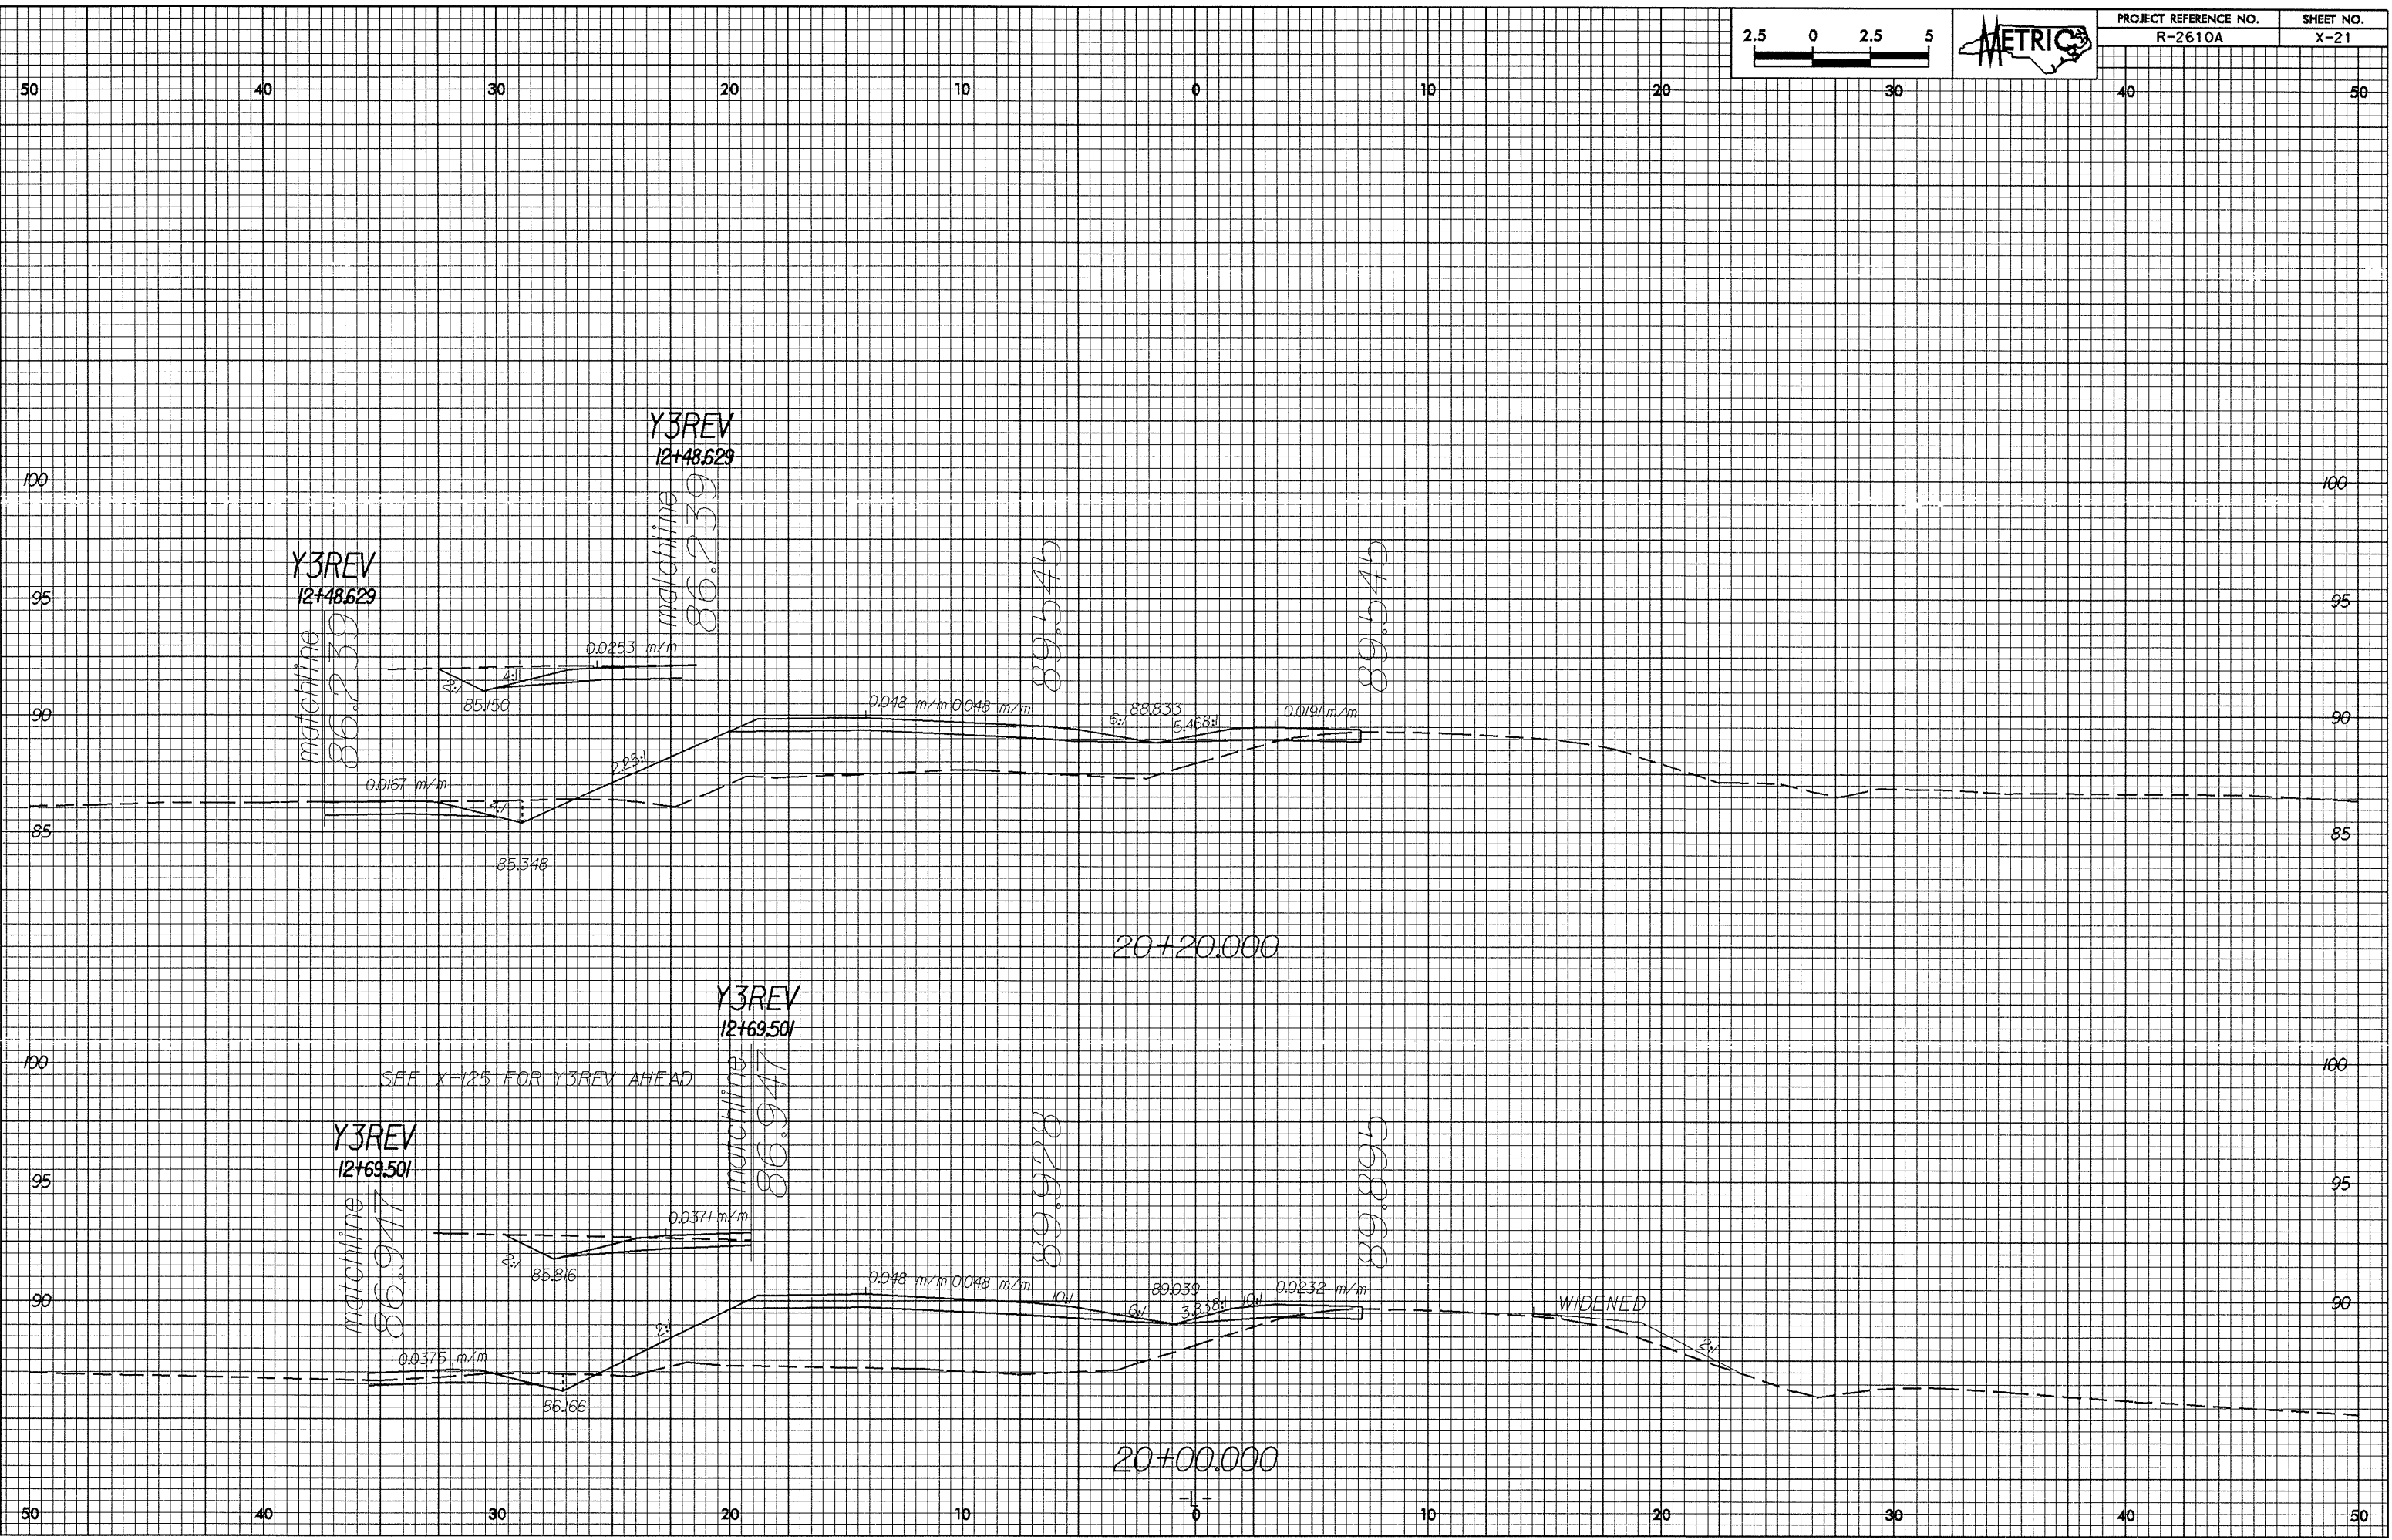 2.5 0 2.5 5
METRIC
PROJECT REFERENCE NO. SHEET NO.
R-2610A X-21
50 40 30 20 10 0 10 20 30 40 50
Y3REV
12+48.629
matchline
86.239
100 100
Y3REV
12+48.629
matchline
86.239
95 95
89.545
89.545
0.0253 m/m
4:1
2:1
85.150
90 90
0.048 m/m 0.048 m/m
6:1
88.833
5.468:1
0.0191 m/m
2.25:1
0.0167 m/m
4:1
85 85
85.348
20+20.000
Y3REV
12+69.501
matchline
86.947
100 100
SEE X-125 FOR Y3REV AHEAD
Y3REV
12+69.501
matchline
86.947
95 95
89.928
89.895
0.0371 m/m
2:1
85.816
90 90
0.048 m/m 0.048 m/m
10:1
6:1
89.039
3.838:1
10:1
0.0232 m/m
WIDENED
2:1
2:1
0.0375 m/m
86.166
20+00.000
-L-
50 40 30 20 10 0 10 20 30 40 50